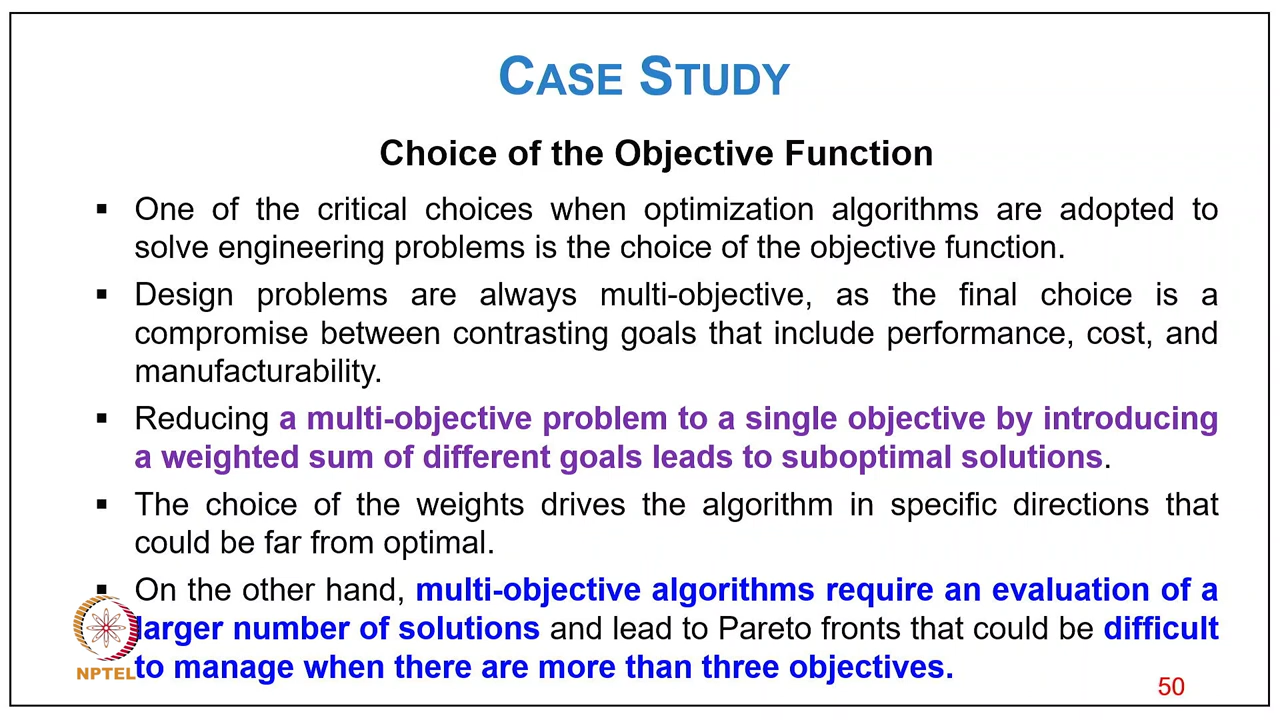 CASE STUDY
Choice of the Objective Function
▪ One of the critical choices when optimization algorithms are adopted to
solve engineering problems is the choice of the objective function.
▪ Design problems are always multi-objective, as the final choice is a
compromise between contrasting goals that include performance, cost, and
manufacturability.
▪ Reducing a multi-objective problem to a single objective by introducing
a weighted sum of different goals leads to suboptimal solutions.
▪ The choice of the weights drives the algorithm in specific directions that
could be far from optimal.
▪ On the other hand, multi-objective algorithms require an evaluation of a
larger number of solutions and lead to Pareto fronts that could be difficult
to manage when there are more than three objectives.
NPTEL
50